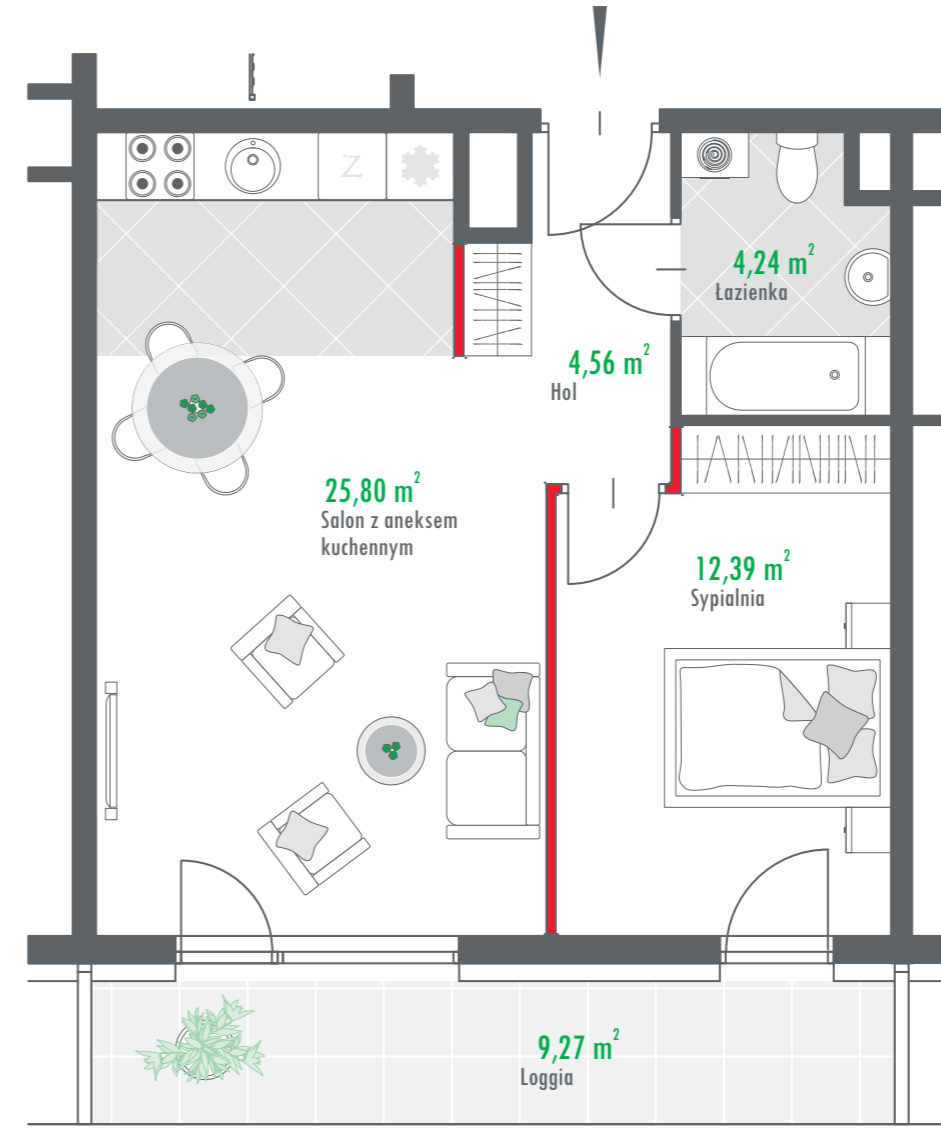 Z
4,24 m²
Łazienka
4,56 m²
Hol
25,80 m²
Salon z aneksem
kuchennym
12,39 m²
Sypialnia
9,27 m²
Loggia